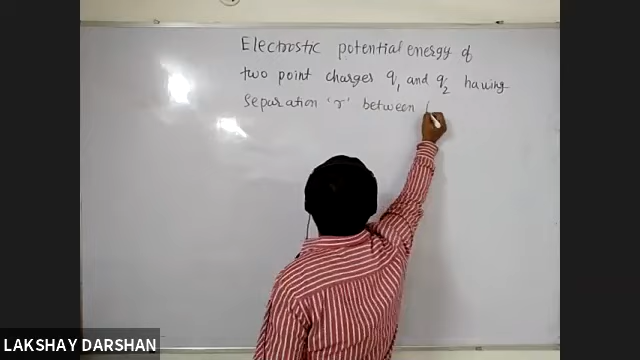 Electrostic potential energy of
two point charges q1 and q2 having
Separation 'r' between
LAKSHAY DARSHAN